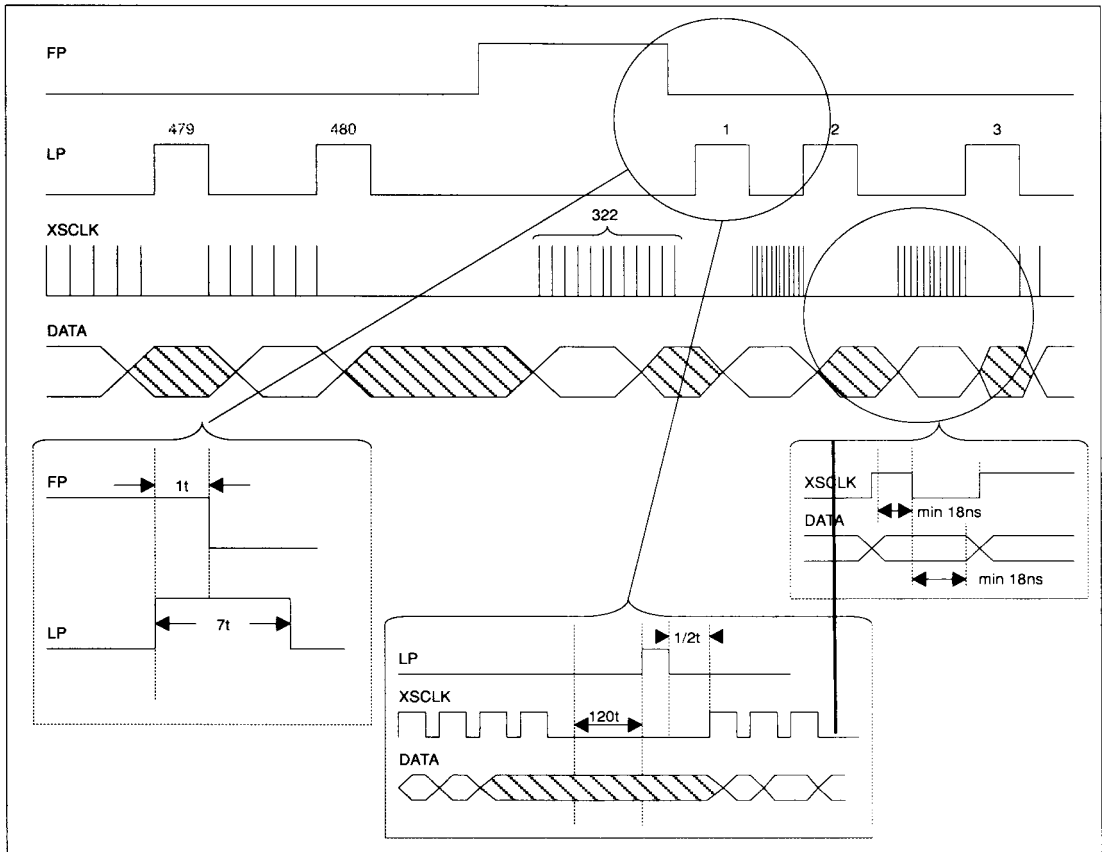 FP
479
480
1
2
3
LP
XSCLK
322
DATA
FP
1t
LP
7t
LP
1/2t
XSCLK
120t
DATA
XSCLK
min 18ns
DATA
min 18ns